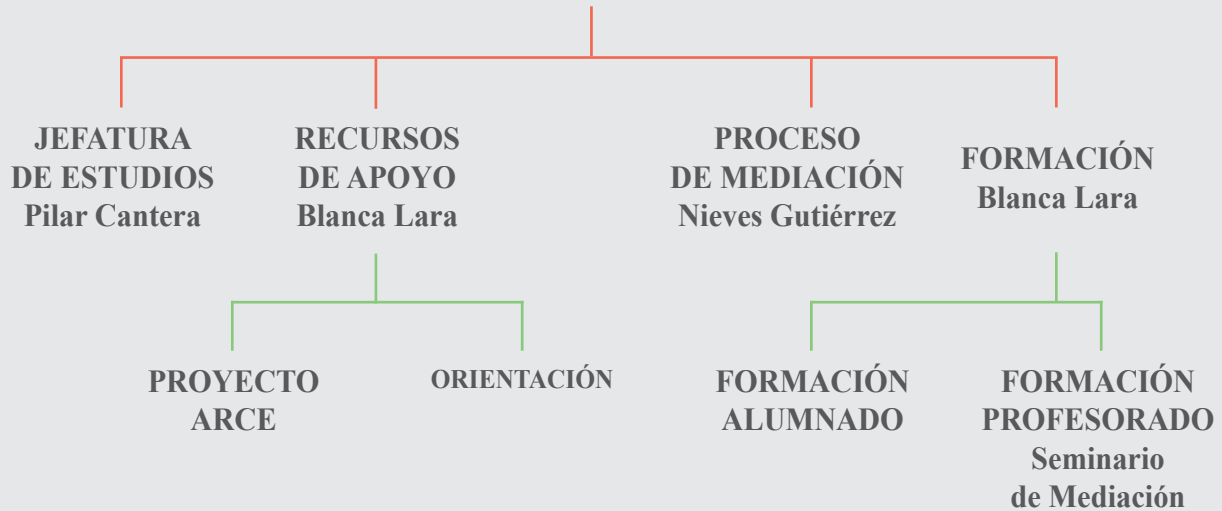 JEFATURA
DE ESTUDIOS
Pilar Cantera
RECURSOS
DE APOYO
Blanca Lara
PROCESO
DE MEDIACIÓN
Nieves Gutiérrez
FORMACIÓN
Blanca Lara
PROYECTO
ARCE
ORIENTACIÓN
FORMACIÓN
ALUMNADO
FORMACIÓN
PROFESORADO
Seminario
de Mediación